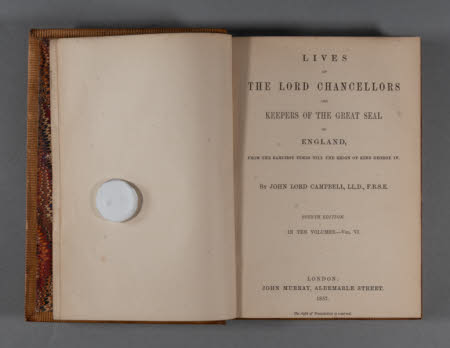 LIVES
OF
THE LORD CHANCELLORS
AND
KEEPERS OF THE GREAT SEAL
OF
ENGLAND,
FROM THE EARLIEST TIMES TILL THE REIGN OF KING GEORGE IV.
BY JOHN LORD CAMPBELL, LL.D., F.R.S.E.
FOURTH EDITION.
IN TEN VOLUMES.—VOL. VI.
LONDON:
JOHN MURRAY, ALBEMARLE STREET.
1857.
The right of Translation is reserved.